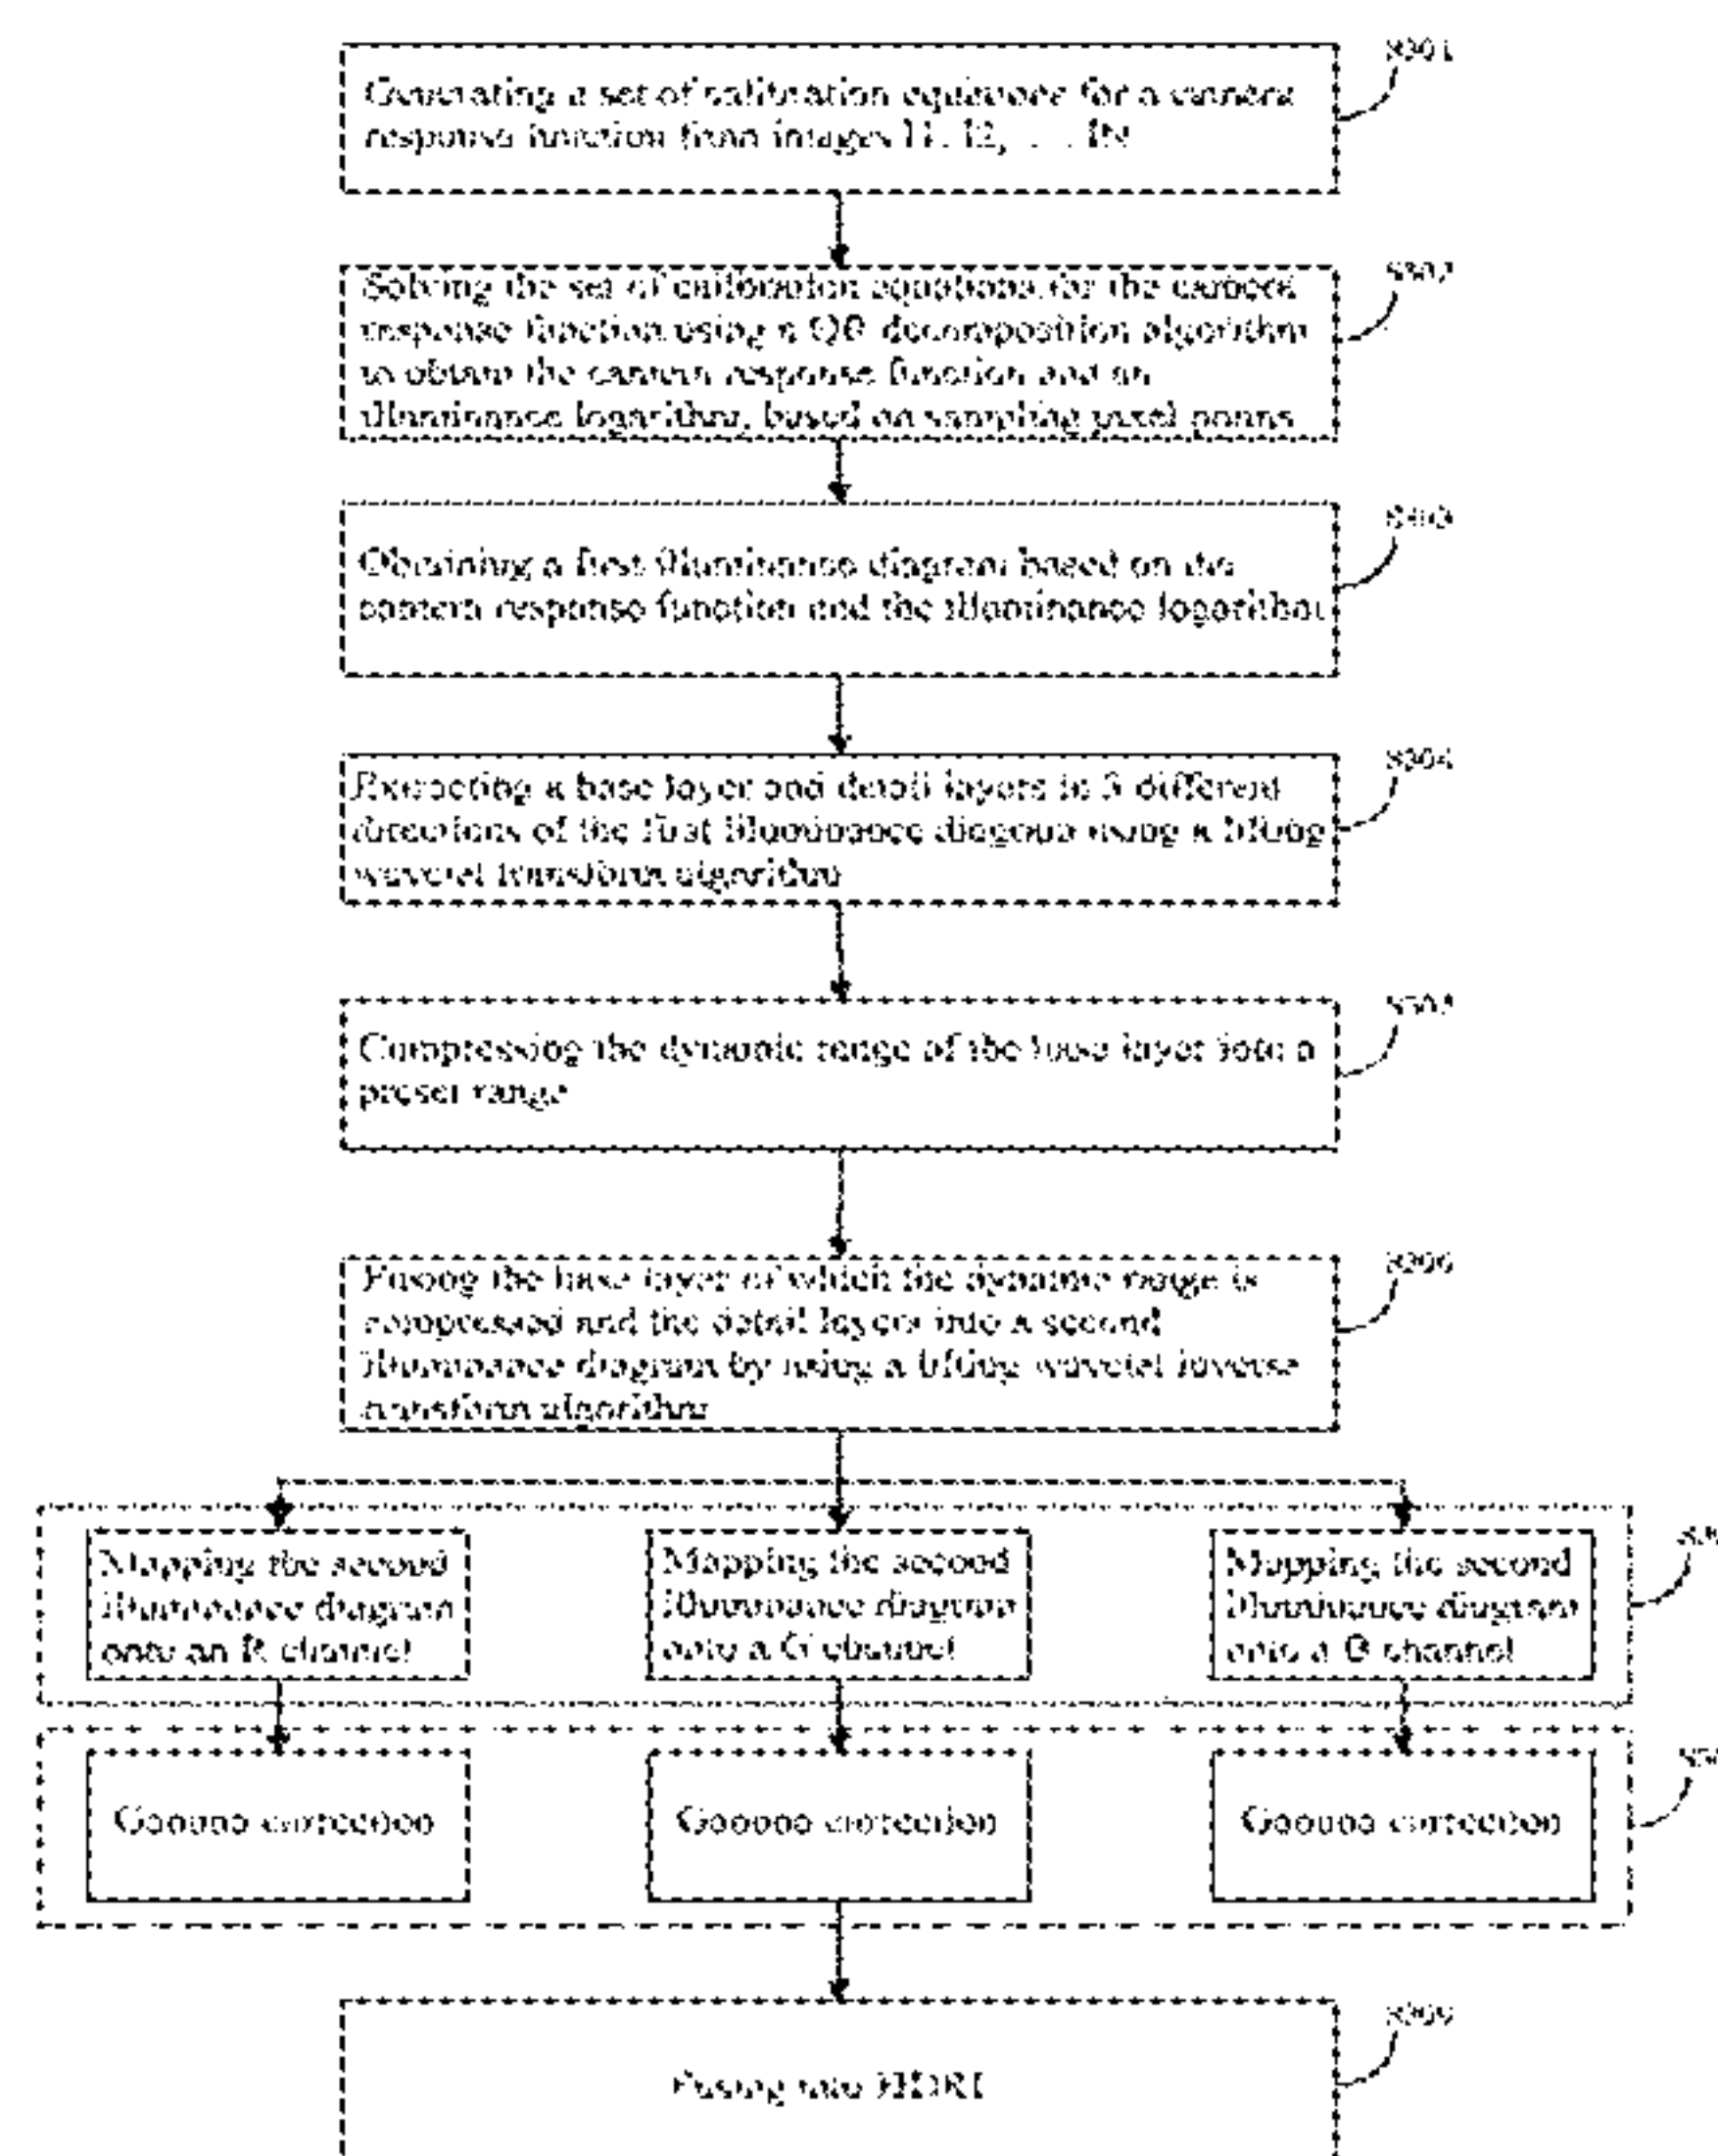 S301
Generating a set of calibration equations for a camera
response function from images I1, I2, ... IN
S302
Solving the set of calibration equations for the camera
response function using a QR decomposition algorithm
to obtain the camera response function and an
illuminance logarithm, based on sampling pixel points
S303
Obtaining a first illuminance diagram based on the
camera response function and the illuminance logarithm
S304
Extracting a base layer and detail layers in 3 different
directions of the first illuminance diagram using a lifting
wavelet transform algorithm
S305
Compressing the dynamic range of the base layer into a
preset range
S306
Fusing the base layer of which the dynamic range is
compressed and the detail layers into a second
illuminance diagram by using a lifting wavelet inverse
transform algorithm
Mapping the second
illuminance diagram
onto an R channel
Mapping the second
illuminance diagram
onto a G channel
Mapping the second
illuminance diagram
onto a B channel
Gamma correction
Gamma correction
Gamma correction
S309
Fusing into HDRI